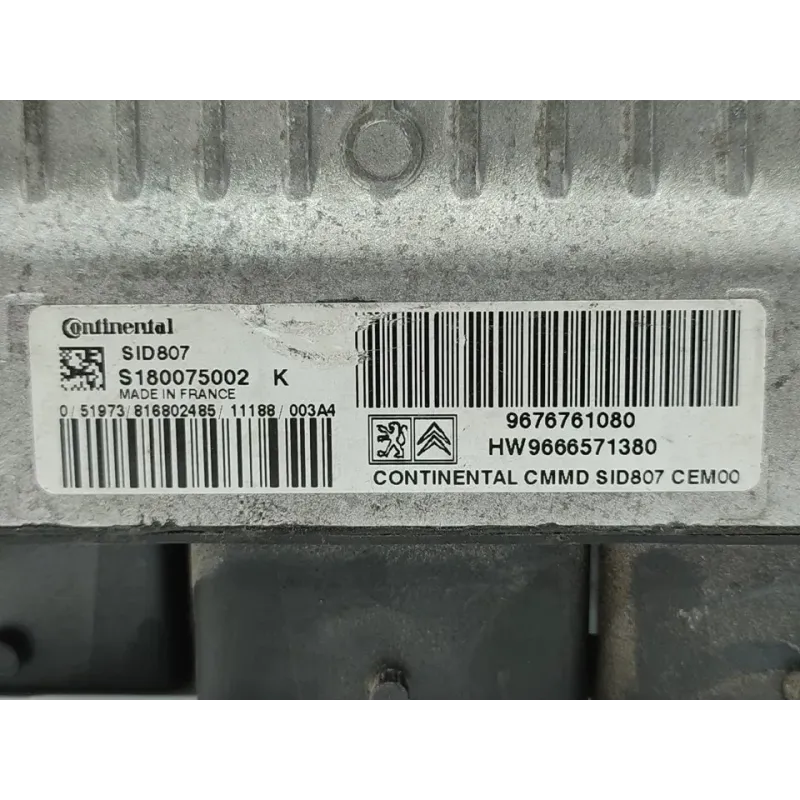 Continental
SID807
S180075002 K
MADE IN FRANCE
0/51973/816802485/11188/003A4
9676761080
HW9666571380
CONTINENTAL CMMD SID807 CEM00